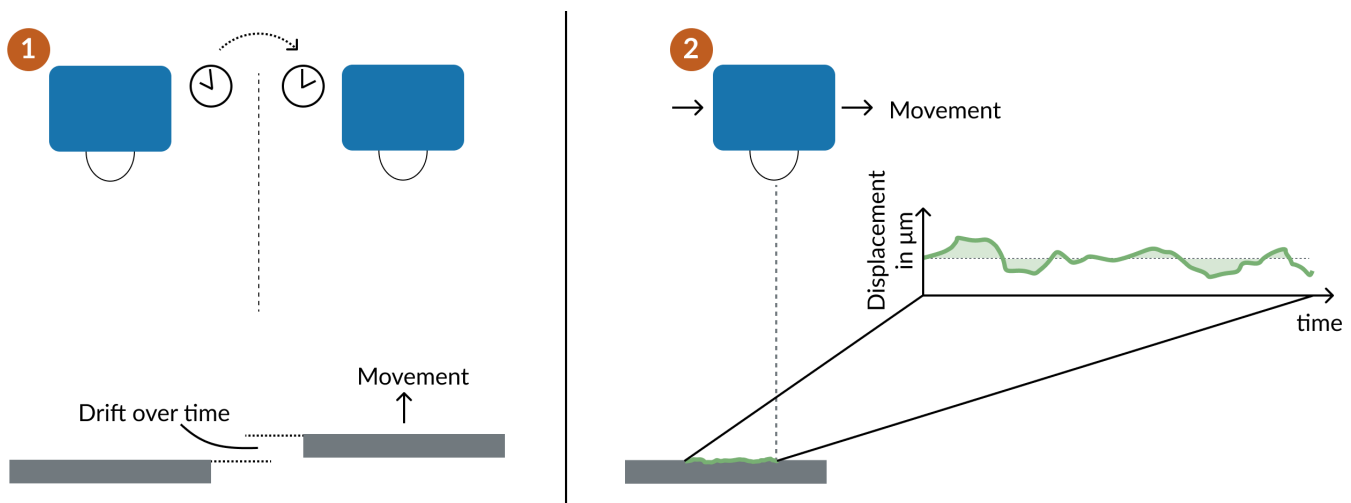 1
Movement
Drift over time
2
Movement
Displacement
in µm
time